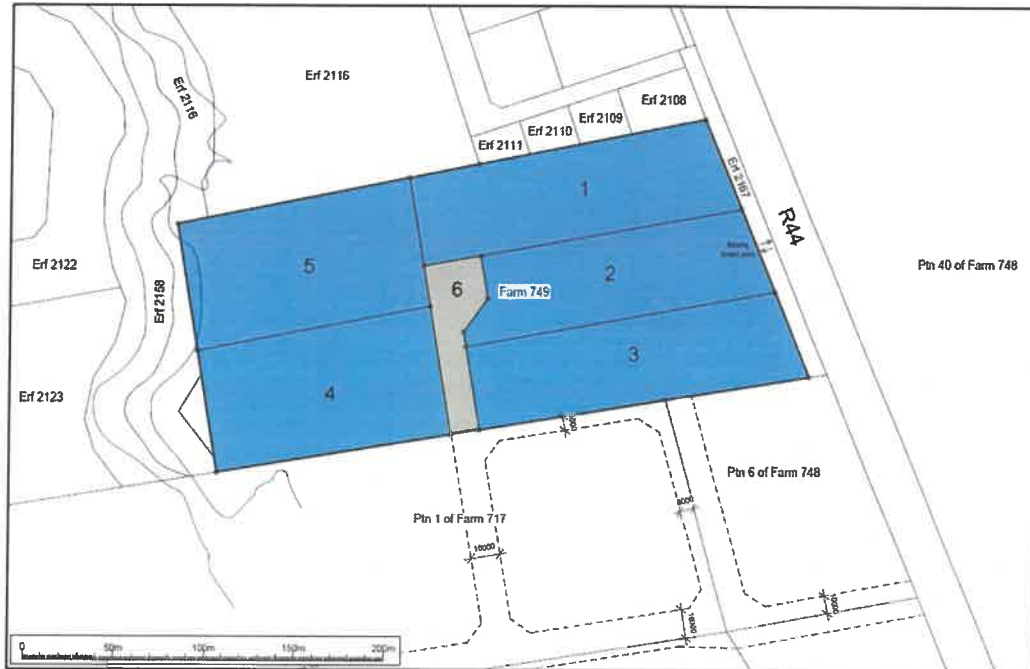 Erf 2116
Erf 2116
Erf 2108
Erf 2109
Erf 2110
Erf 2111
Erf 2167
1
R44
5
2
Ptn 40 of Farm 748
Erf 2122
6
Farm 749
Erf 2158
3
4
Erf 2123
Ptn 6 of Farm 748
Ptn 1 of Farm 717
16000
16000
0 50m 100m 150m 200m